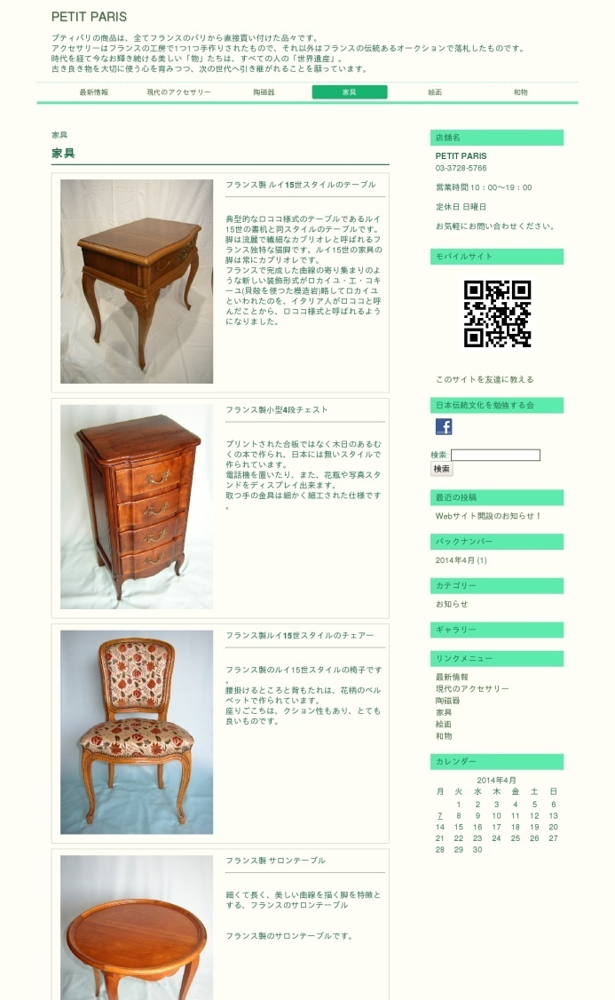 PETIT PARIS
プティパリの商品は、全てフランスのパリから直接買い付けた品々です。
アクセサリーはフランスの工房で1つ1つ手作りされたもので、それ以外はフランスの伝統あるオークションで落札したものです。
時代を経て今なお輝き続ける美しい「物」たちは、すべての人の「世界遺産」。
古き良き物を大切に使う心を育みつつ、次の世代へ引き継がれることを願っています。
最新情報 現代のアクセサリー 陶磁器 家具 絵画 和物
家具
家具
フランス製 ルイ15世スタイルのテーブル
典型的なロココ様式のテーブルであるルイ
15世の書机と同スタイルのテーブルです。
脚は流麗で繊細なカブリオレと呼ばれるフ
ランス独特な猫脚です。ルイ15世の家具の
脚は常にカブリオレです。
フランスで完成した曲線の寄り集まりのよ
うな新しい装飾形式がロカイユ・エ・コキ
ーユ(貝殻を使つた模造岩)略してロカイユ
といわれたのを、イタリア人がロココと呼
んだことから、ロココ様式と呼ばれるよう
になりました。
フランス製小型4段チェスト
プリントされた合板ではなく木目のあるむ
くの木で作られ、日本には無いスタイルで
作られています。
電話機を置いたり、また、花瓶や写真スタ
ンドをディスプレイ出来ます。
取つ手の金具は細かく細工された仕様です
。
フランス製ルイ15世スタイルのチェアー
フランス製のルイ15世スタイルの椅子です
。
腰掛けるところと背もたれは、花柄のベル
ベットで作られています。
座りごこちは、クション性もあり、とても
良いものです。
フランス製 サロンテーブル
細くて長く、美しい曲線を描く脚を特徴と
する、フランスのサロンテーブル
フランス製のサロンテーブルです。
店舗名
PETIT PARIS
03-3728-5766
営業時間 10：00～19：00
定休日 日曜日
お気軽にお問い合わせください。
モバイルサイト
このサイトを友達に教える
日本伝統文化を勉強する会
f
検索:
検索
最近の投稿
Webサイト開設のお知らせ！
バックナンバー
2014年4月 (1)
カテゴリー
お知らせ
ギャラリー
リンクメニュー
最新情報
現代のアクセサリー
陶磁器
家具
絵画
和物
カレンダー
2014年4月
月 火 水 木 金 土 日
1 2 3 4 5 6
7 8 9 10 11 12 13
14 15 16 17 18 19 20
21 22 23 24 25 26 27
28 29 30